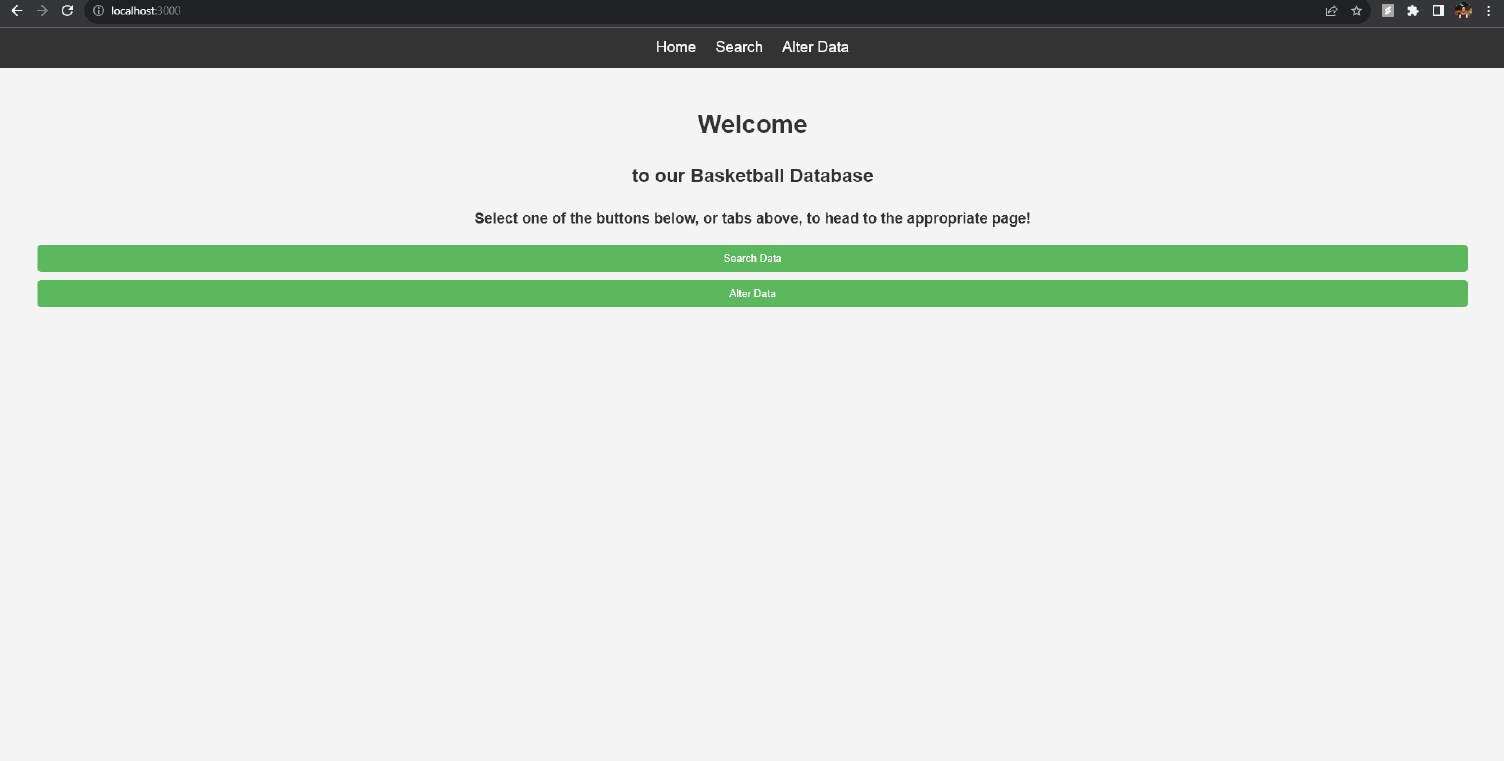 localhost:3000
Home Search Alter Data
Welcome
to our Basketball Database
Select one of the buttons below, or tabs above, to head to the appropriate page!
Search Data
Alter Data